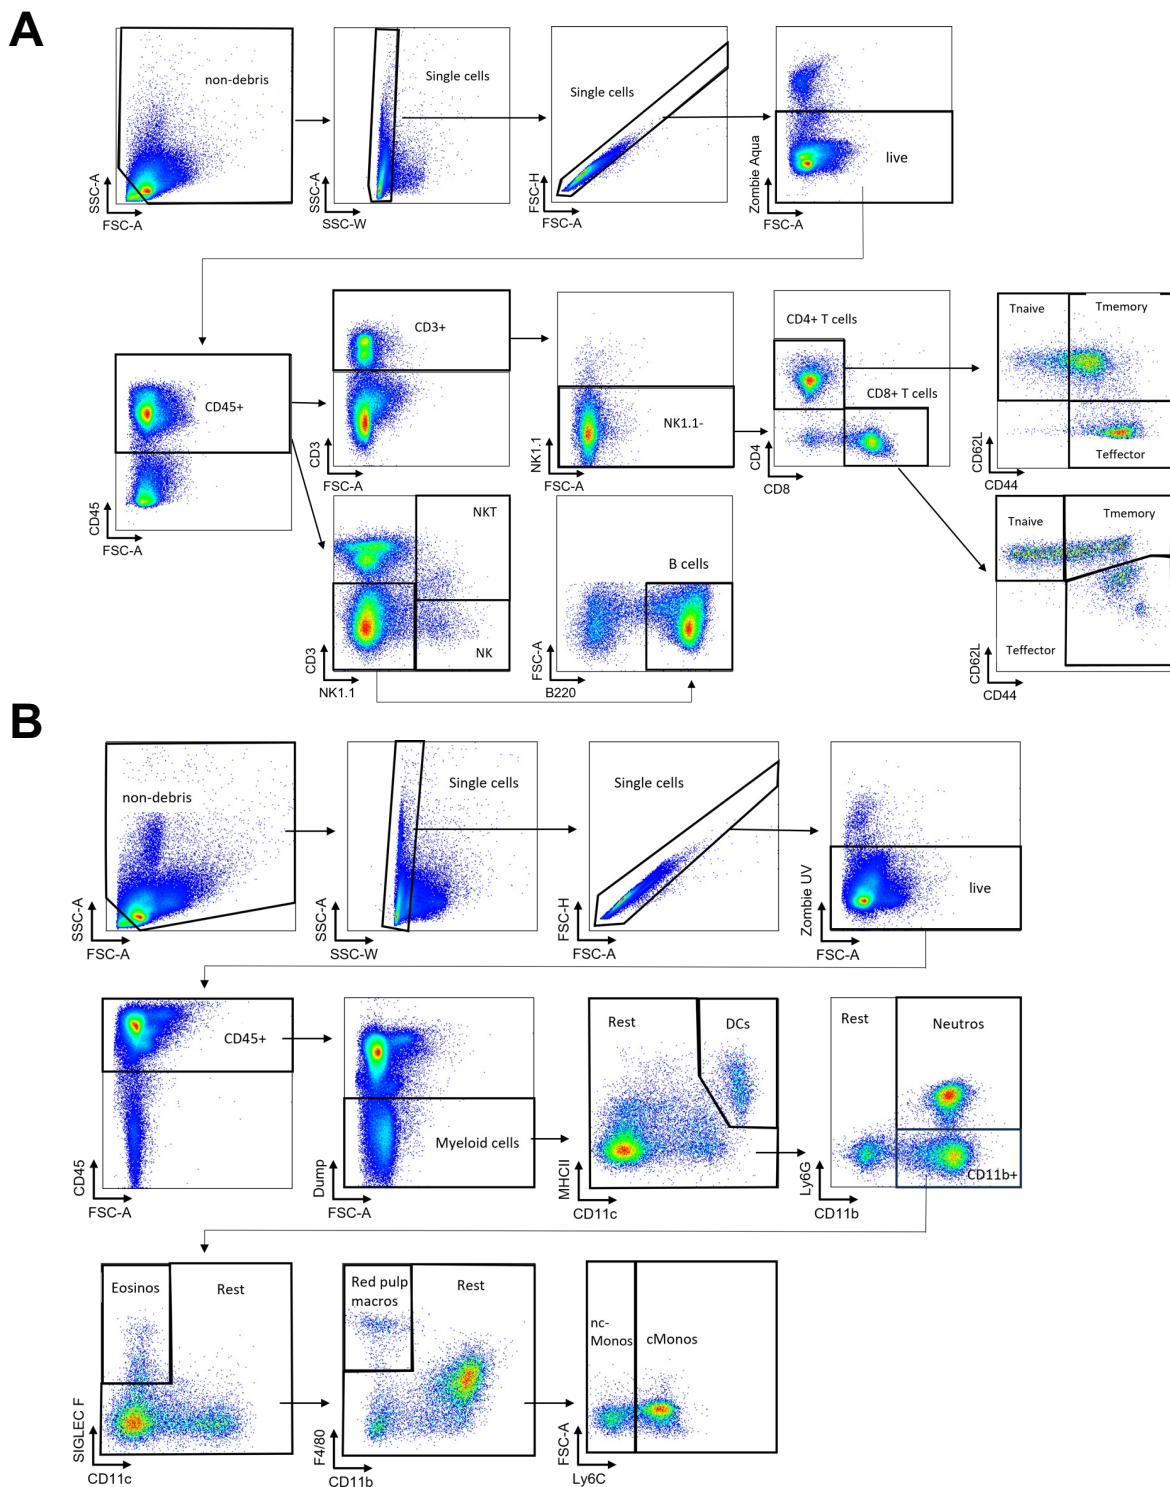 A
non-debris
SSC-A
FSC-A
Single cells
SSC-A
SSC-W
Single cells
FSC-H
FSC-A
live
Zombie Aqua
FSC-A
CD45+
CD45
FSC-A
CD3+
CD3
FSC-A
NK1.1-
NK1.1
FSC-A
CD4+ T cells
CD8+ T cells
CD4
CD8
Tnaive
Tmemory
Teffector
CD62L
CD44
NKT
NK
CD3
NK1.1
B cells
FSC-A
B220
Tnaive
Tmemory
Teffector
CD62L
CD44
B
non-debris
SSC-A
FSC-A
Single cells
SSC-A
SSC-W
Single cells
FSC-H
FSC-A
live
Zombie UV
FSC-A
CD45+
CD45
FSC-A
Myeloid cells
Dump
FSC-A
Rest
DCs
MHCII
CD11c
Rest
Neutros
CD11b+
Ly6G
CD11b
Eosinos
Rest
SIGLEC F
CD11c
Red pulp
macros
Rest
F4/80
CD11b
nc-
Monos
cMonos
FSC-A
Ly6C